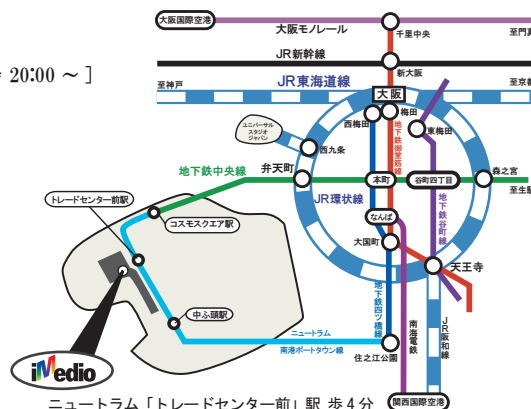 大阪国際空港
大阪モノレール
千里中央
至門真
JR新幹線
新大阪
20:00 ～ ]
JR東海道線
至神戸
至京都
大阪
西梅田
梅田
東梅田
ユニバーサル
スタジオ
ジャパン
西九条
地下鉄御堂筋線
地下鉄中央線
弁天町
本町
谷町四丁目
森之宮
至生駒
JR環状線
地下鉄谷町線
トレードセンター前駅
コスモスクエア駅
なんば
大国町
天王寺
中ふ頭駅
地下鉄四ツ橋線
南海電鉄
JR阪和線
ニュートラム
南港ポートタウン線
住之江公園
iMedio
関西国際空港
ニュートラム「トレードセンター前」駅 歩4分